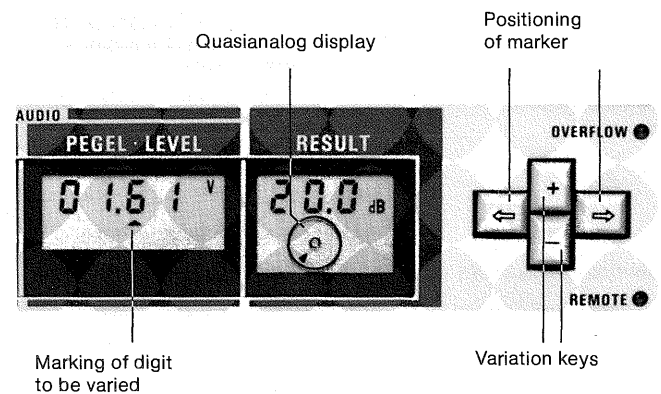 Positioning
of marker
Quasianalog display
AUDIO
PEGEL · LEVEL
RESULT
OVERFLOW
01.61 V
20.0 dB
+
−
⇦
⇨
REMOTE
Marking of digit
to be varied
Variation keys